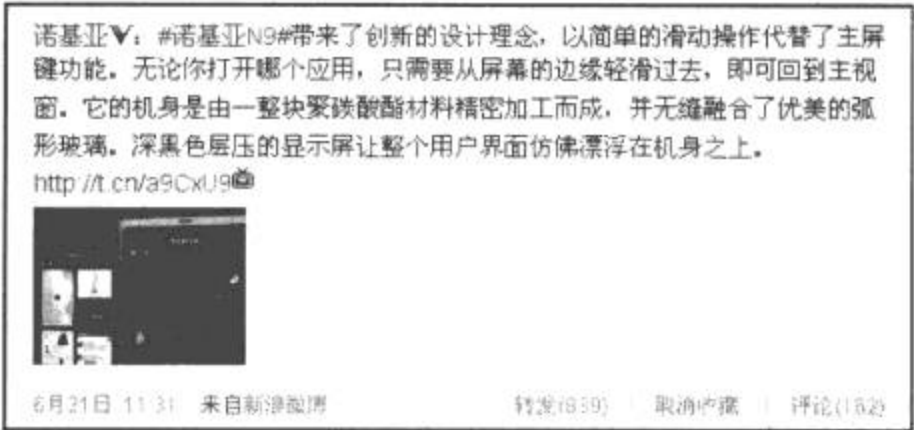 诺基亚V：#诺基亚N9#带来了创新的设计理念，以简单的滑动操作代替了主屏
键功能。无论你打开哪个应用，只需要从屏幕的边缘轻滑过去，即可回到主视
窗。它的机身是由一整块聚碳酸酯材料精密加工而成，并无缝融合了优美的弧
形玻璃。深黑色层压的显示屏让整个用户界面仿佛漂浮在机身之上。
http://t.cn/a9CxU9
6月21日 11:31 来自新浪微博 转发(939) | 取消收藏 | 评论(162)